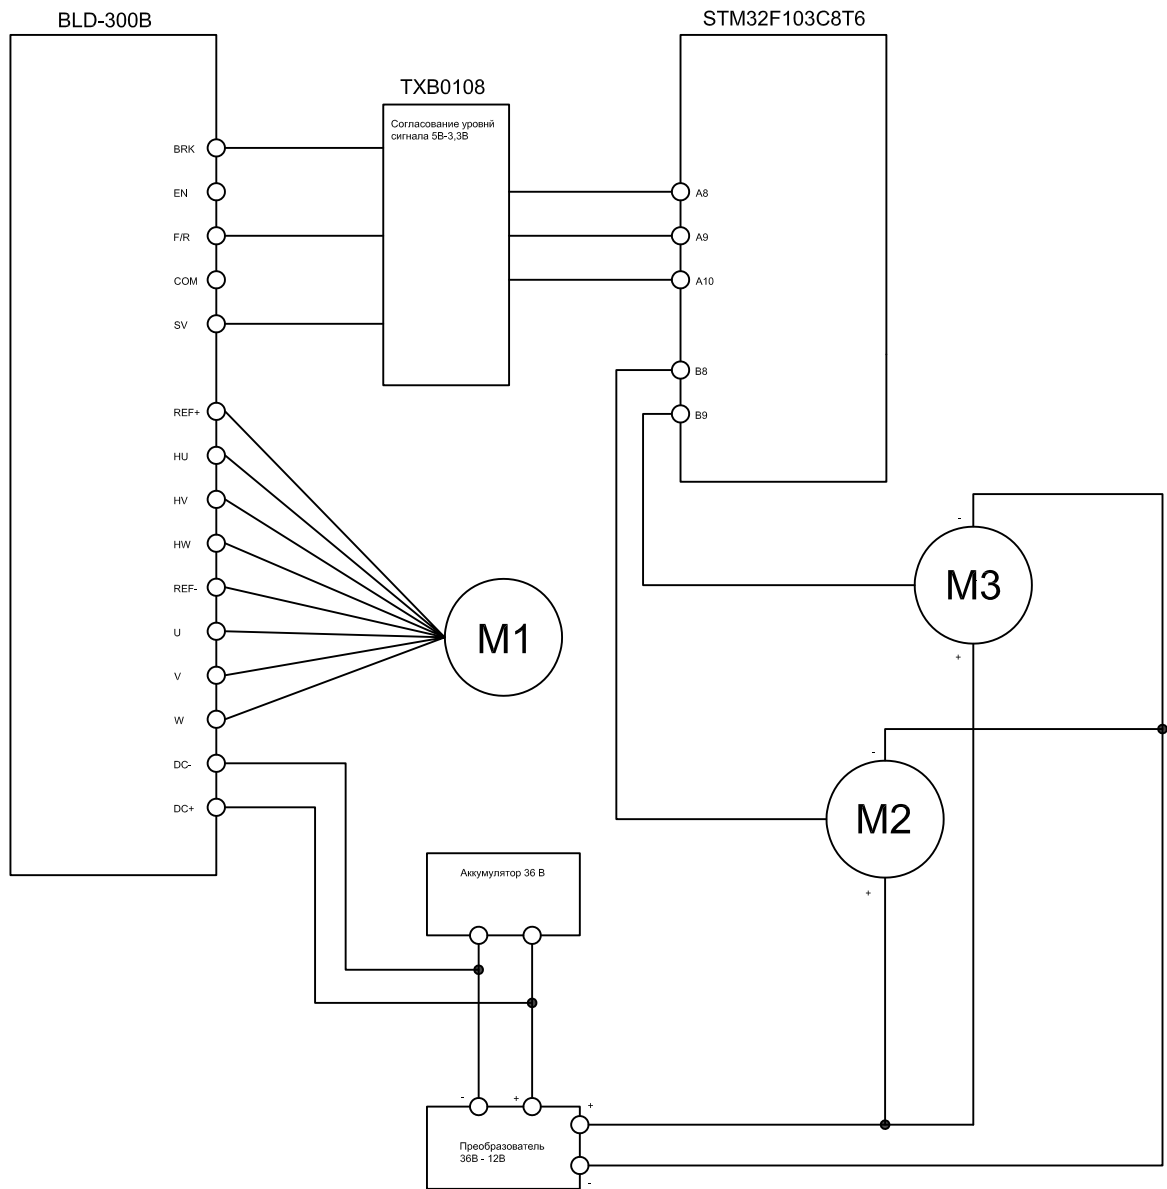 BLD-300B
STM32F103C8T6
TXB0108
Согласование уровнй
сигнала 5В-3,3В
BRK
EN
F/R
COM
SV
REF+
HU
HV
HW
REF-
U
V
W
DC-
DC+
A8
A9
A10
B8
B9
-
M3
+
M1
-
M2
+
Аккумулятор 36 В
-
+
+
Преобразователь
36В - 12В
-